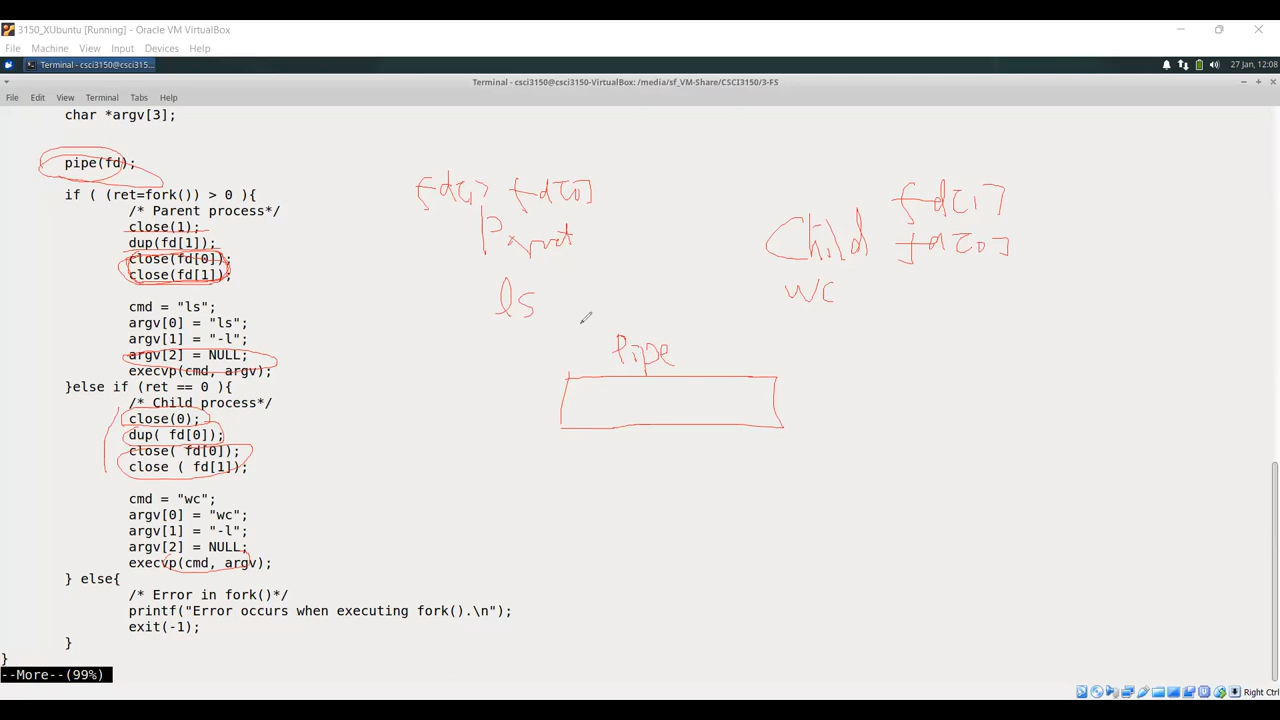 3150_XUbuntu [Running] - Oracle VM VirtualBox
File Machine View Input Devices Help
Terminal - csci3150@csci315... 27 Jan, 12:08
Terminal - csci3150@csci3150-VirtualBox: /media/sf_VM-Share/CSCI3150/3-FS
File Edit View Terminal Tabs Help
char *argv[3];
pipe(fd);
if ( (ret=fork()) > 0 ){
/* Parent process*/
close(1);
dup(fd[1]);
close(fd[0]);
close(fd[1]);
cmd = "ls";
argv[0] = "ls";
argv[1] = "-l";
argv[2] = NULL;
execvp(cmd, argv);
}else if (ret == 0 ){
/* Child process*/
close(0);
dup( fd[0]);
close( fd[0]);
close ( fd[1]);
cmd = "wc";
argv[0] = "wc";
argv[1] = "-l";
argv[2] = NULL;
execvp(cmd, argv);
} else{
/* Error in fork()*/
printf("Error occurs when executing fork().\n");
exit(-1);
}
}
--More--(99%)
fd[1] fd[0]
Parent
ls
fd[1]
Child fd[0]
wc
Pipe
Right Ctrl